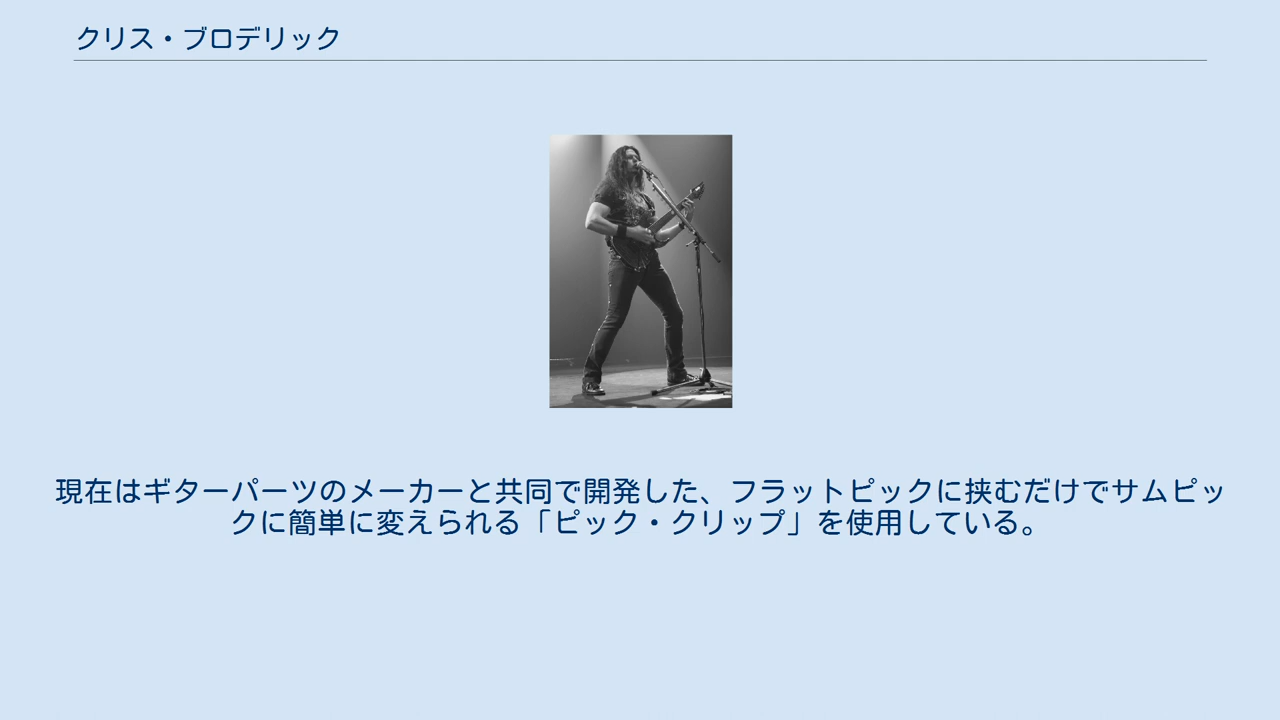 クリス・ブロデリック
現在はギターパーツのメーカーと共同で開発した、フラットピックに挟むだけでサムピッ
クに簡単に変えられる「ピック・クリップ」を使用している。